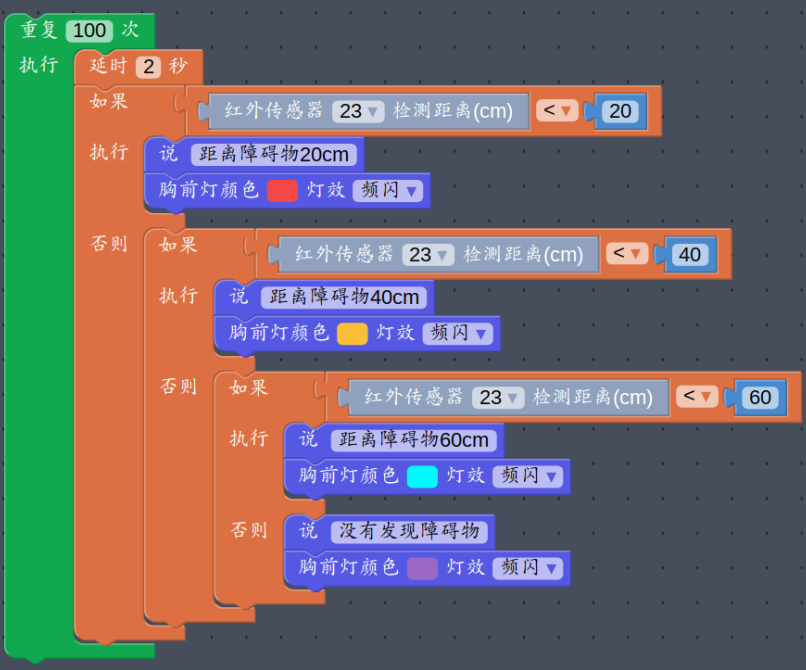 重复 100 次
执行 延时 2 秒
如果 红外传感器 23 检测距离(cm) < 20
执行 说 距离障碍物20cm
胸前灯颜色 灯效 频闪
否则 如果 红外传感器 23 检测距离(cm) < 40
执行 说 距离障碍物40cm
胸前灯颜色 灯效 频闪
否则 如果 红外传感器 23 检测距离(cm) < 60
执行 说 距离障碍物60cm
胸前灯颜色 灯效 频闪
否则 说 没有发现障碍物
胸前灯颜色 灯效 频闪